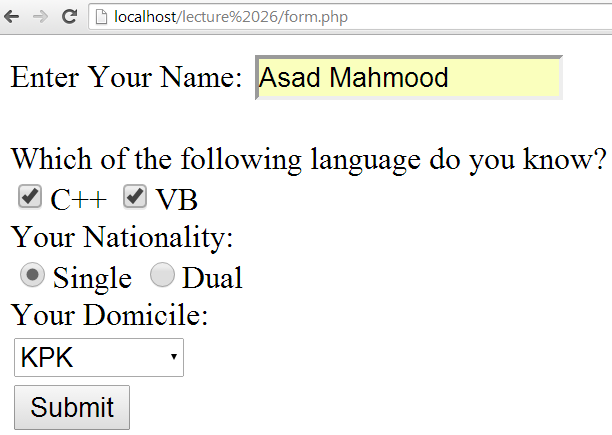 localhost/lecture%2026/form.php
Enter Your Name: Asad Mahmood
Which of the following language do you know?
C++ VB
Your Nationality:
Single Dual
Your Domicile:
KPK
Submit